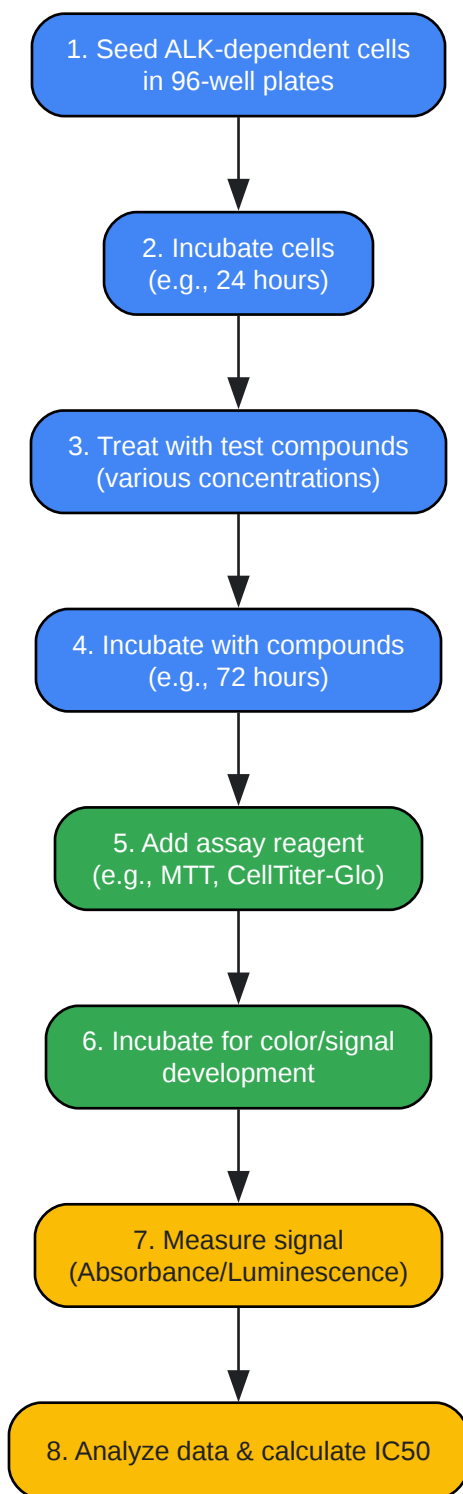 1. Seed ALK-dependent cells
in 96-well plates
2. Incubate cells
(e.g., 24 hours)
3. Treat with test compounds
(various concentrations)
4. Incubate with compounds
(e.g., 72 hours)
5. Add assay reagent
(e.g., MTT, CellTiter-Glo)
6. Incubate for color/signal
development
7. Measure signal
(Absorbance/Luminescence)
8. Analyze data & calculate IC50